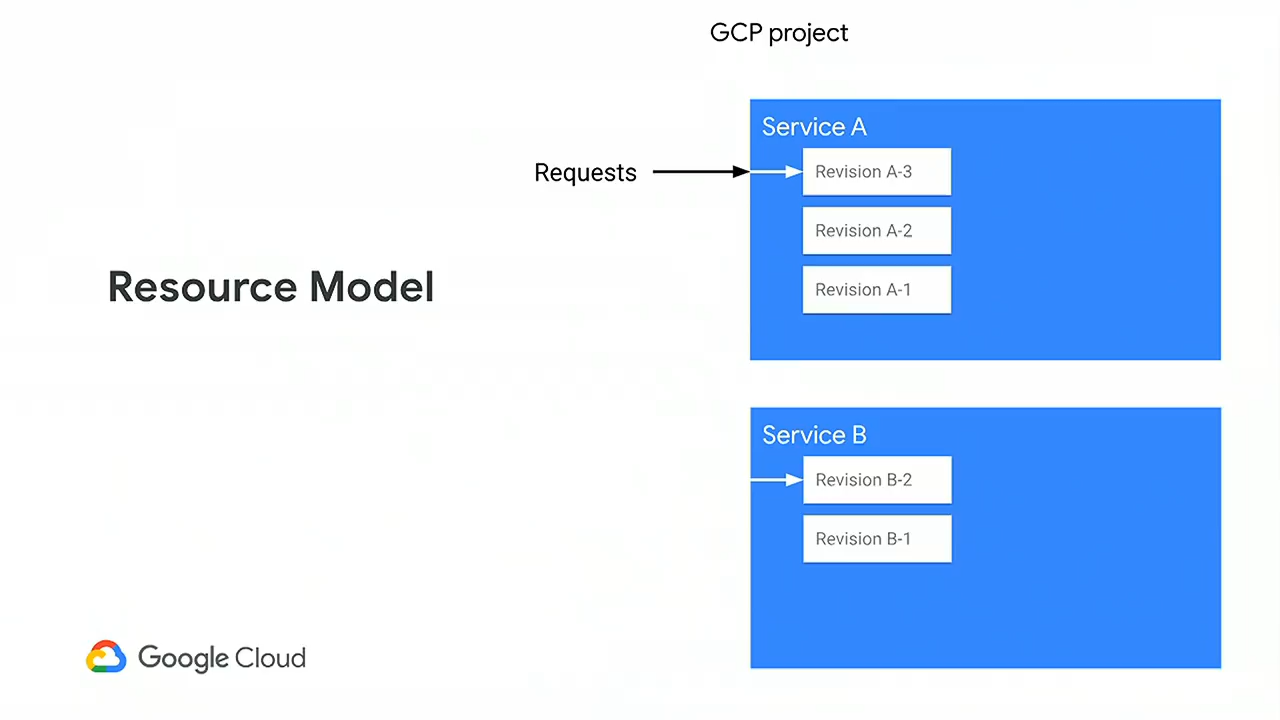 GCP project
Service A
Requests
Revision A-3
Revision A-2
Revision A-1
Resource Model
Service B
Revision B-2
Revision B-1
Google Cloud